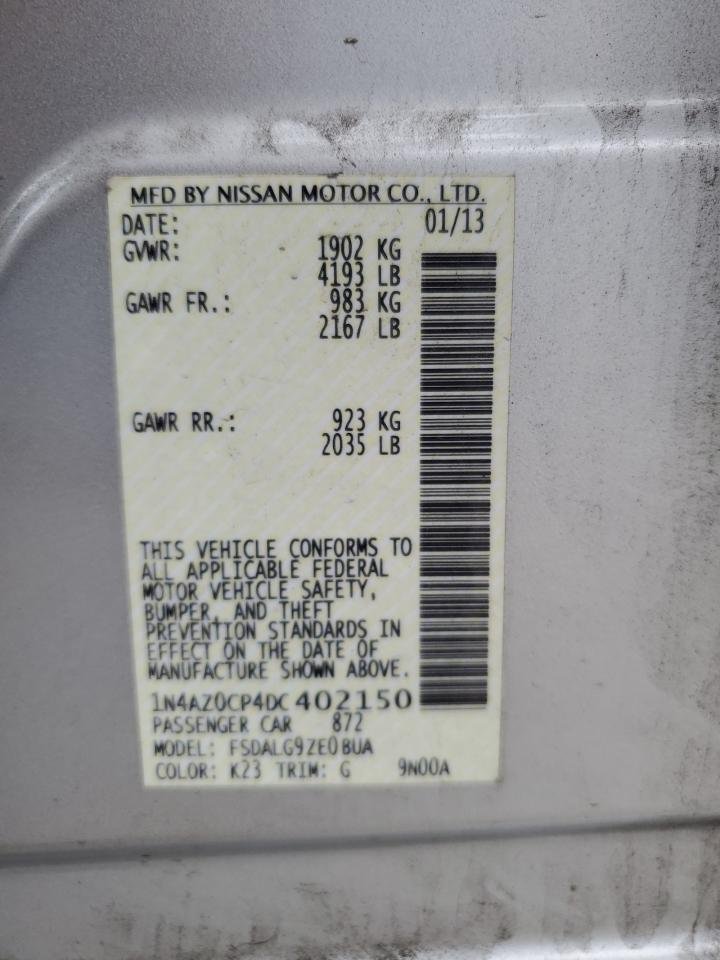 MFD BY NISSAN MOTOR CO., LTD.
DATE: 01/13
GVWR: 1902 KG
4193 LB
GAWR FR.: 983 KG
2167 LB
GAWR RR.: 923 KG
2035 LB
THIS VEHICLE CONFORMS TO
ALL APPLICABLE FEDERAL
MOTOR VEHICLE SAFETY,
BUMPER, AND THEFT
PREVENTION STANDARDS IN
EFFECT ON THE DATE OF
MANUFACTURE SHOWN ABOVE.
1N4AZ0CP4DC402150
PASSENGER CAR 872
MODEL: FSDALG9ZE0BUA
COLOR: K23 TRIM: G 9N00A